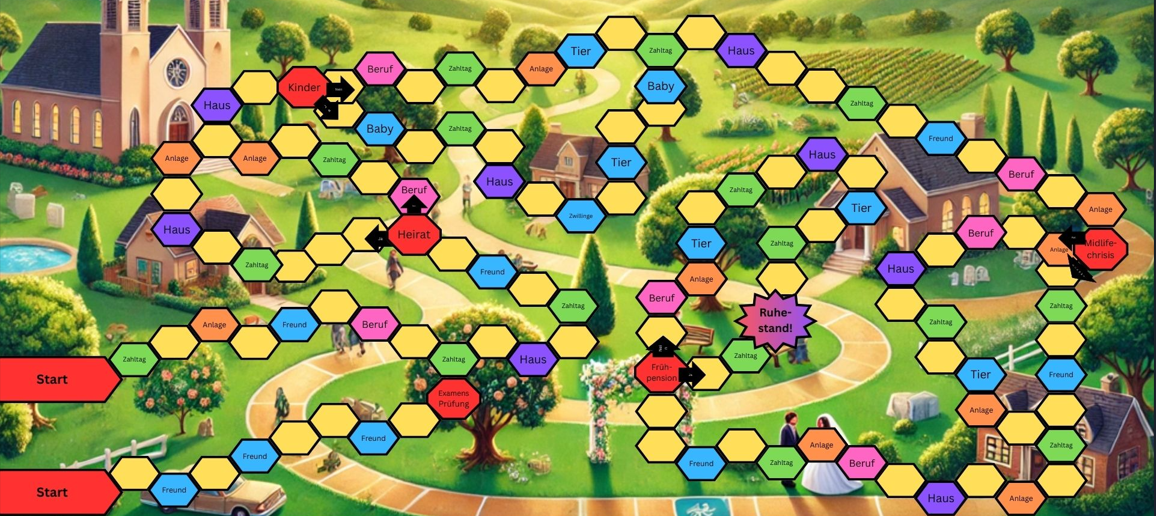 Tier
Zahltag
Haus
Beruf
Zahltag
Anlage
Kinder
Baby
Haus
Zahltag
Baby
Zahltag
Freund
Anlage
Anlage
Zahltag
Tier
Haus
Beruf
Beruf
Haus
Zahltag
Anlage
Haus
Zwillinge
Tier
Heirat
Beruf
Tier
Zahltag
Anlage
Midlife-
chrisis
Zahltag
Freund
Anlage
Haus
Beruf
Zahltag
Zahltag
Anlage
Freund
Beruf
Ruhe-
stand!
Zahltag
Zahltag
Zahltag
Haus
Zahltag
Start
Früh-
pension
Tier
Freund
Examens
Prüfung
Anlage
Freund
Anlage
Zahltag
Freund
Freund
Zahltag
Beruf
Start
Freund
Haus
Anlage